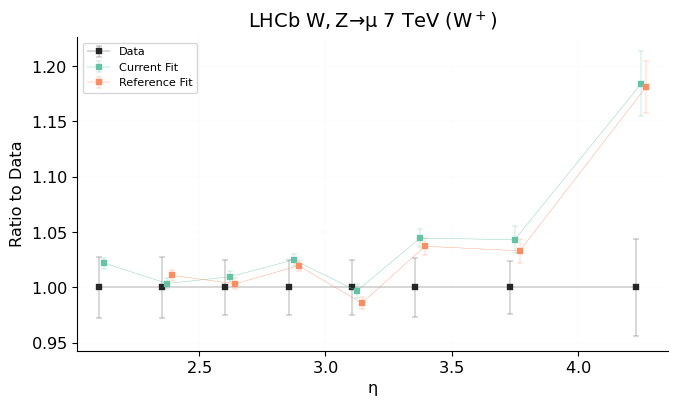 LHCb W, Z→μ 7 TeV (W⁺)
Data
Current Fit
Reference Fit
Ratio to Data
1.20
1.15
1.10
1.05
1.00
0.95
2.5
3.0
3.5
4.0
η